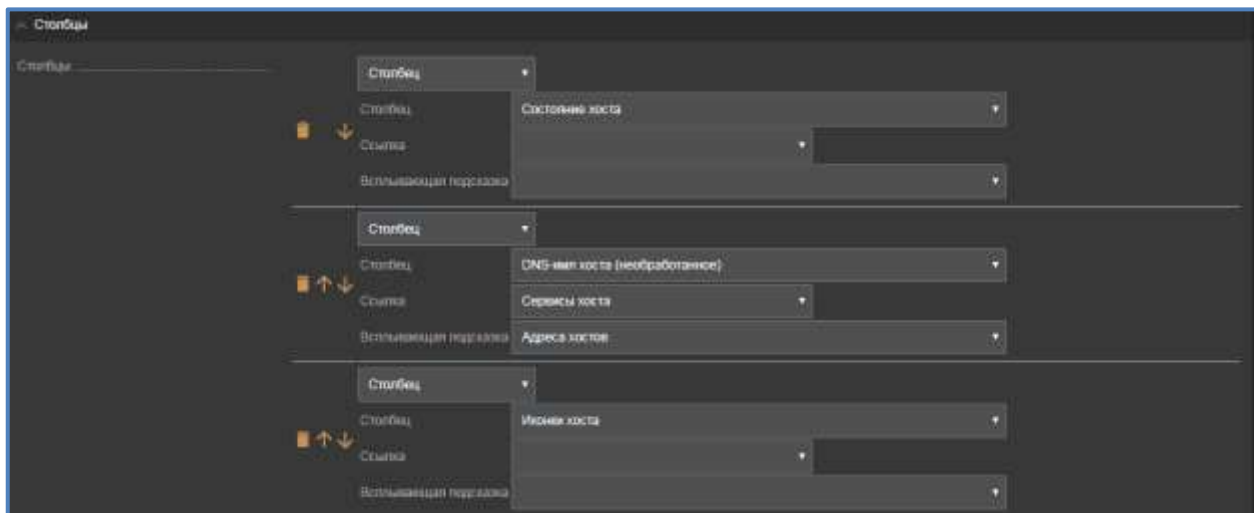 Столбцы
Столбцы
Столбец
Столбец Состояние хоста
Ссылка
Всплывающая подсказка
Столбец
Столбец DNS-имя хоста (необработанное)
Ссылка Сервисы хоста
Всплывающая подсказка Адреса хостов
Столбец
Столбец Иконки хоста
Ссылка
Всплывающая подсказка